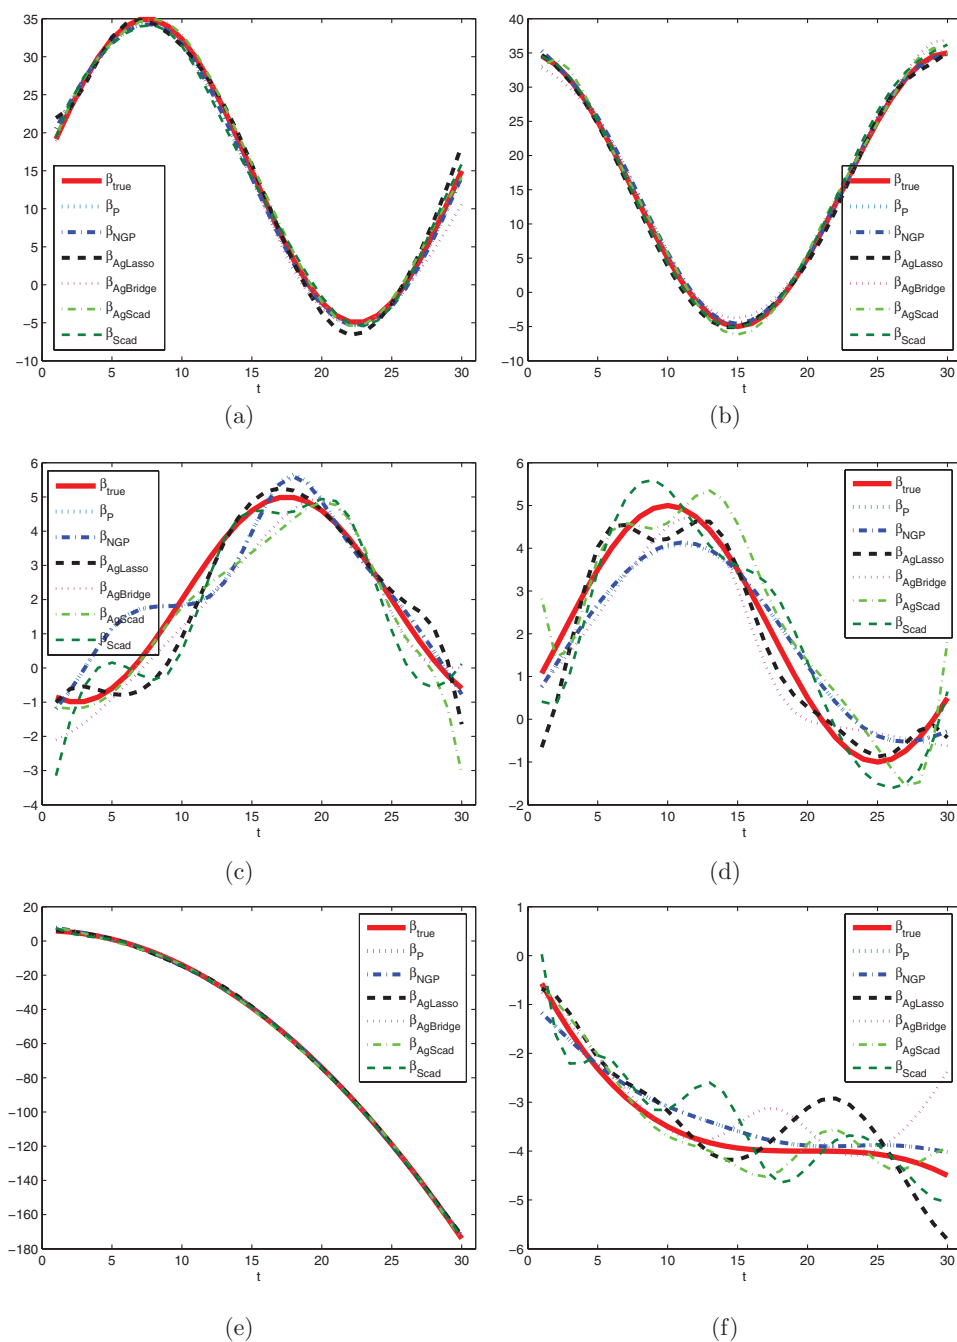 35
30
25
20
15
10
5
0
−5
−10
0 5 10 15 20 25 30
t
β_true
β_P
β_NGP
β_AgLasso
β_AgBridge
β_AgScad
β_Scad
(a)
40
35
30
25
20
15
10
5
0
−5
−10
0 5 10 15 20 25 30
t
β_true
β_P
β_NGP
β_AgLasso
β_AgBridge
β_AgScad
β_Scad
(b)
6
5
4
3
2
1
0
−1
−2
−3
−4
0 5 10 15 20 25 30
t
β_true
β_P
β_NGP
β_AgLasso
β_AgBridge
β_AgScad
β_Scad
(c)
6
5
4
3
2
1
0
−1
−2
0 5 10 15 20 25 30
t
β_true
β_P
β_NGP
β_AgLasso
β_AgBridge
β_AgScad
β_Scad
(d)
20
0
−20
−40
−60
−80
−100
−120
−140
−160
−180
0 5 10 15 20 25 30
t
β_true
β_P
β_NGP
β_AgLasso
β_AgBridge
β_AgScad
β_Scad
(e)
1
0
−1
−2
−3
−4
−5
−6
0 5 10 15 20 25 30
t
β_true
β_P
β_NGP
β_AgLasso
β_AgBridge
β_AgScad
β_Scad
(f)